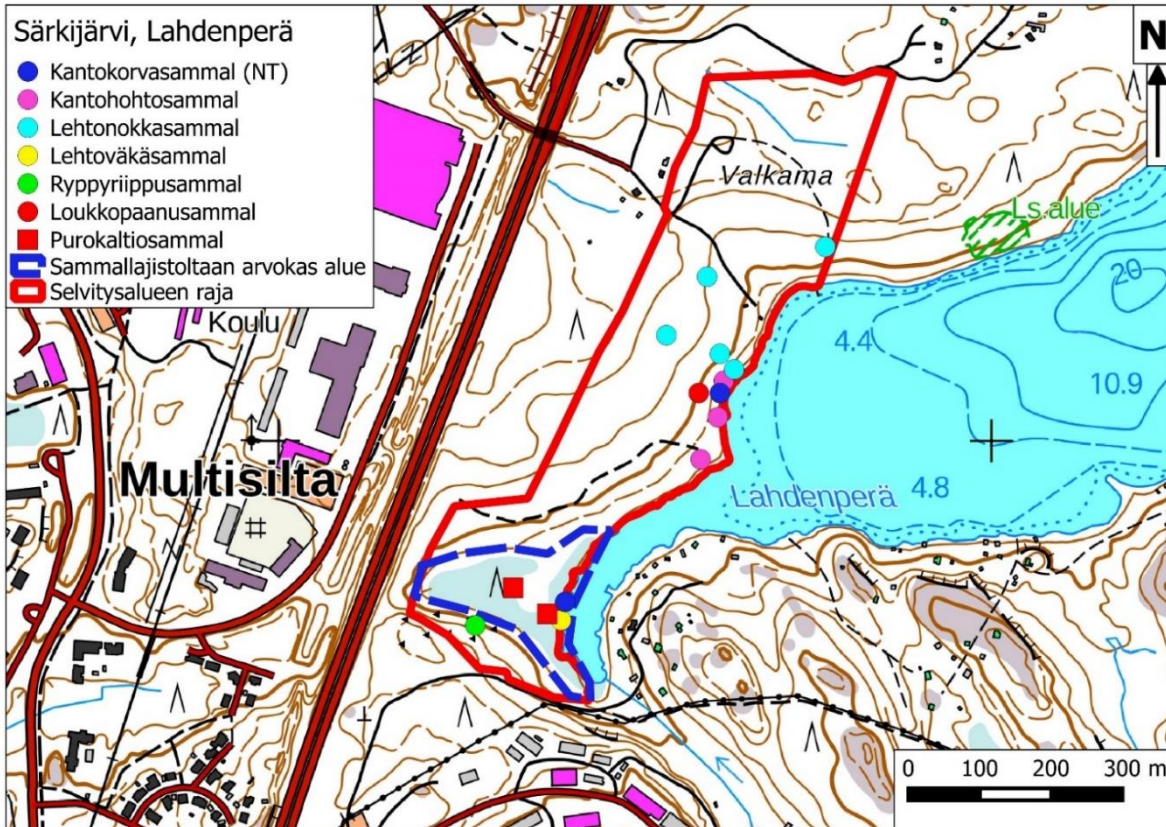 Särkijärvi, Lahdenperä
Kantokorvasammal (NT)
Kantohohtosammal
Lehtonokkasammal
Lehtoväkäsammal
Ryppyriippusammal
Loukkopaanusammal
Purokaltiosammal
Sammallajistoltaan arvokas alue
Selvitysalueen raja
N
Valkama
Ls.alue
Koulu
20
4.4
10.9
Multisilta
4.8
Lahdenperä
0 100 200 300 m